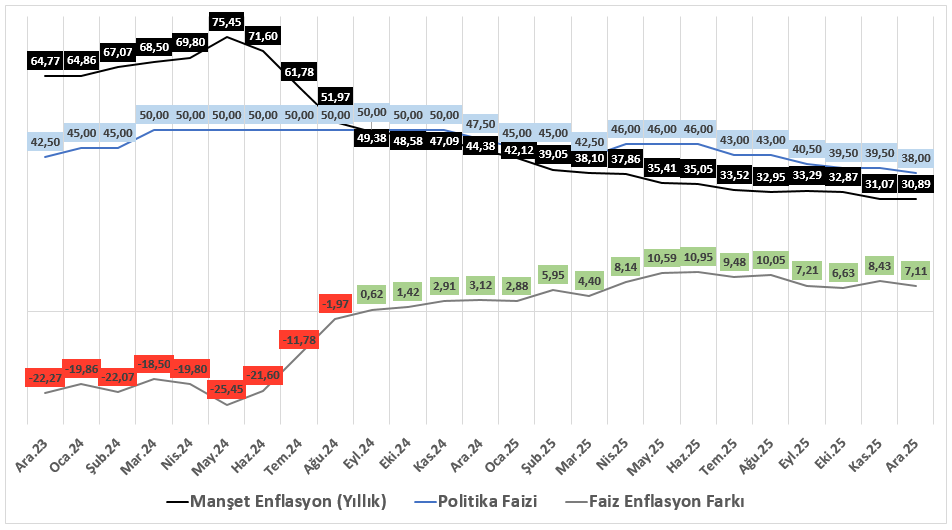 64,77 64,86 67,07 68,50 69,80 75,45 71,60 61,78 51,97 49,38 48,58 47,09 44,38 42,12 39,05 38,10 37,86 35,41 35,05 33,52 32,95 33,29 32,87 31,07 30,89
42,50 45,00 45,00 50,00 50,00 50,00 50,00 50,00 50,00 50,00 50,00 50,00 47,50 45,00 45,00 42,50 46,00 46,00 46,00 43,00 43,00 40,50 39,50 39,50 38,00
-22,27 -19,86 -22,07 -18,50 -19,80 -25,45 -21,60 -11,78 -1,97 0,62 1,42 2,91 3,12 2,88 5,95 4,40 8,14 10,59 10,95 9,48 10,05 7,21 6,63 8,43 7,11
Ara.23 Oca.24 Şub.24 Mar.24 Nis.24 May.24 Haz.24 Tem.24 Ağu.24 Eyl.24 Eki.24 Kas.24 Ara.24 Oca.25 Şub.25 Mar.25 Nis.25 May.25 Haz.25 Tem.25 Ağu.25 Eyl.25 Eki.25 Kas.25 Ara.25
Manşet Enflasyon (Yıllık) Politika Faizi Faiz Enflasyon Farkı